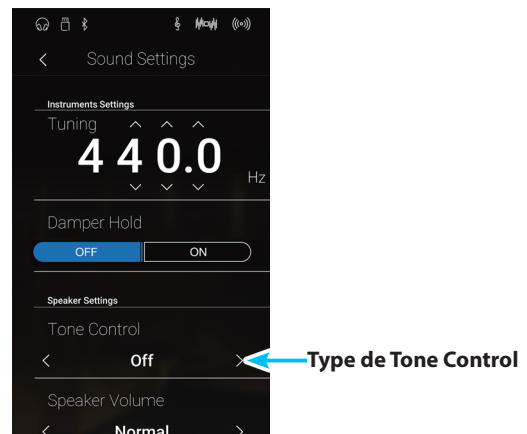 Sound Settings
Instruments Settings
Tuning
440.0
Hz
Damper Hold
OFF ON
Speaker Settings
Tone Control
Off
Type de Tone Control
Speaker Volume
Normal